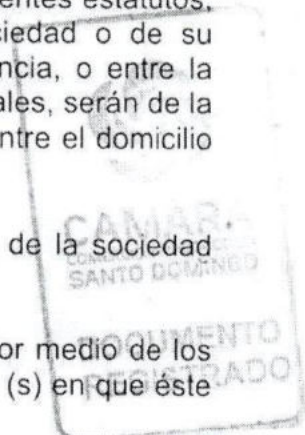 entes estatutos,
iedad o de su
ncia, o entre la
ales, serán de la
ntre el domicilio
de la sociedad
CAMARA
SANTO DOMINGO
or medio de los
DOCUMENTO
(s) en que éste
REGISTRADO